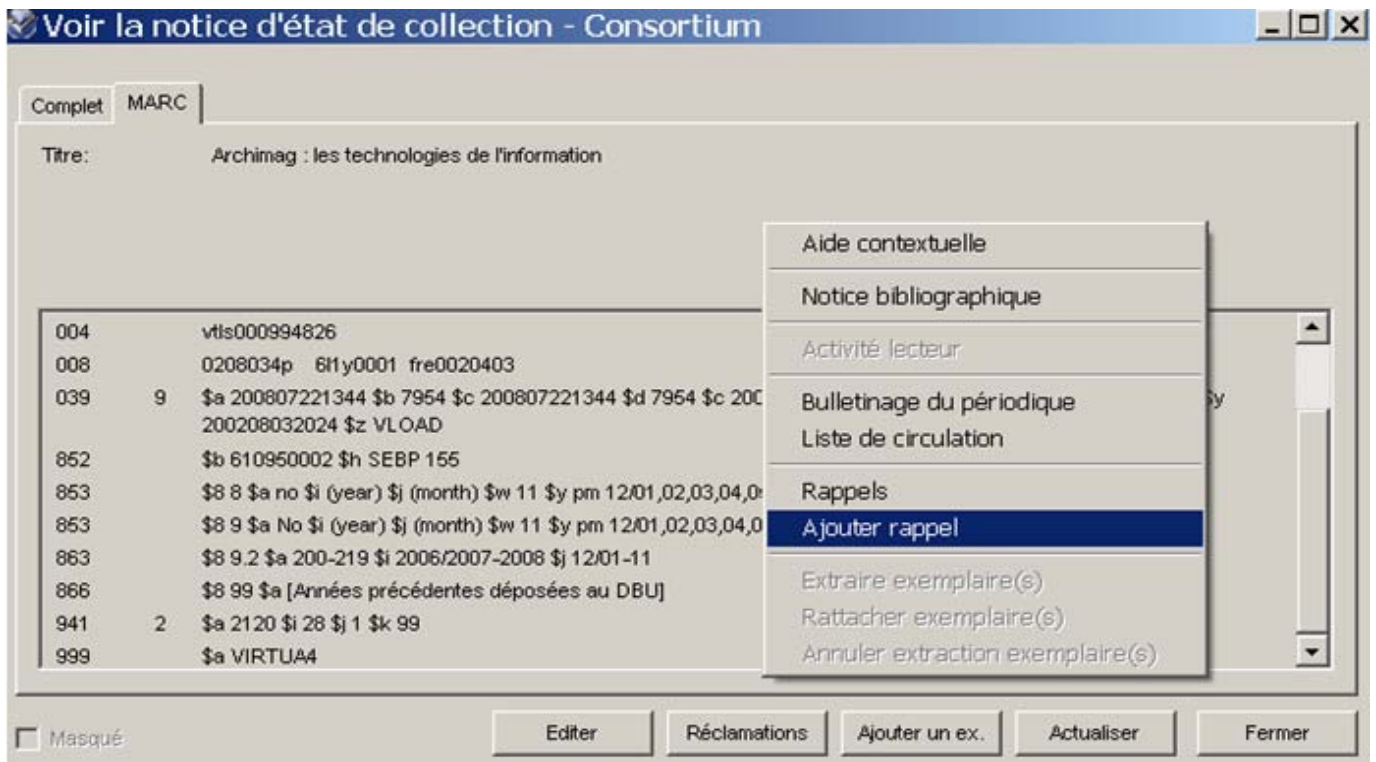 Voir la notice d'état de collection - Consortium
Complet MARC
Titre: Archimag : les technologies de l'information
004 vtls000994826
008 0208034p 6l1y0001 fre0020403
039 9 $a 200807221344 $b 7954 $c 200807221344 $d 7954 $c 200 $y
200208032024 $z VLOAD
852 $b 610950002 $h SEBP 155
853 $8 8 $a no $i (year) $j (month) $w 11 $y pm 12/01,02,03,04,0
853 $8 9 $a No $i (year) $j (month) $w 11 $y pm 12/01,02,03,04,0
863 $8 9.2 $a 200-219 $i 2006/2007-2008 $j 12/01-11
866 $8 99 $a [Années précédentes déposées au DBU]
941 2 $a 2120 $i 28 $j 1 $k 99
999 $a VIRTUA4
Aide contextuelle
Notice bibliographique
Activité lecteur
Bulletinage du périodique
Liste de circulation
Rappels
Ajouter rappel
Extraire exemplaire(s)
Rattacher exemplaire(s)
Annuler extraction exemplaire(s)
Masqué
Editer
Réclamations
Ajouter un ex.
Actualiser
Fermer